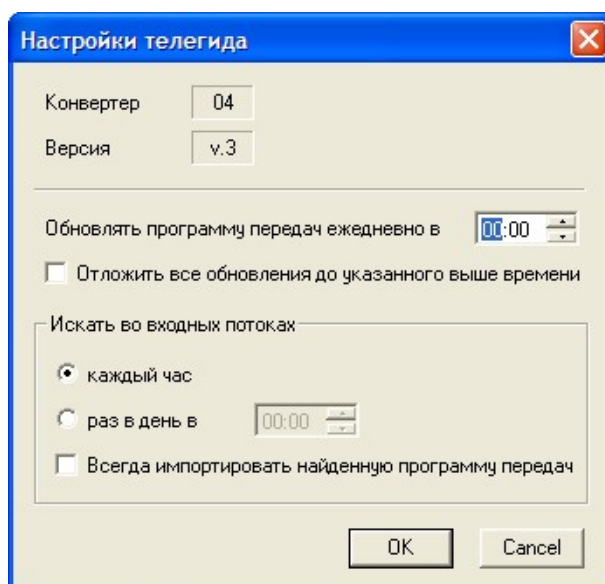 Настройки телегида
Конвертер 04
Версия v.3
Обновлять программу передач ежедневно в 00:00
Отложить все обновления до указанного выше времени
Искать во входных потоках
каждый час
раз в день в 00:00
Всегда импортировать найденную программу передач
OK Cancel